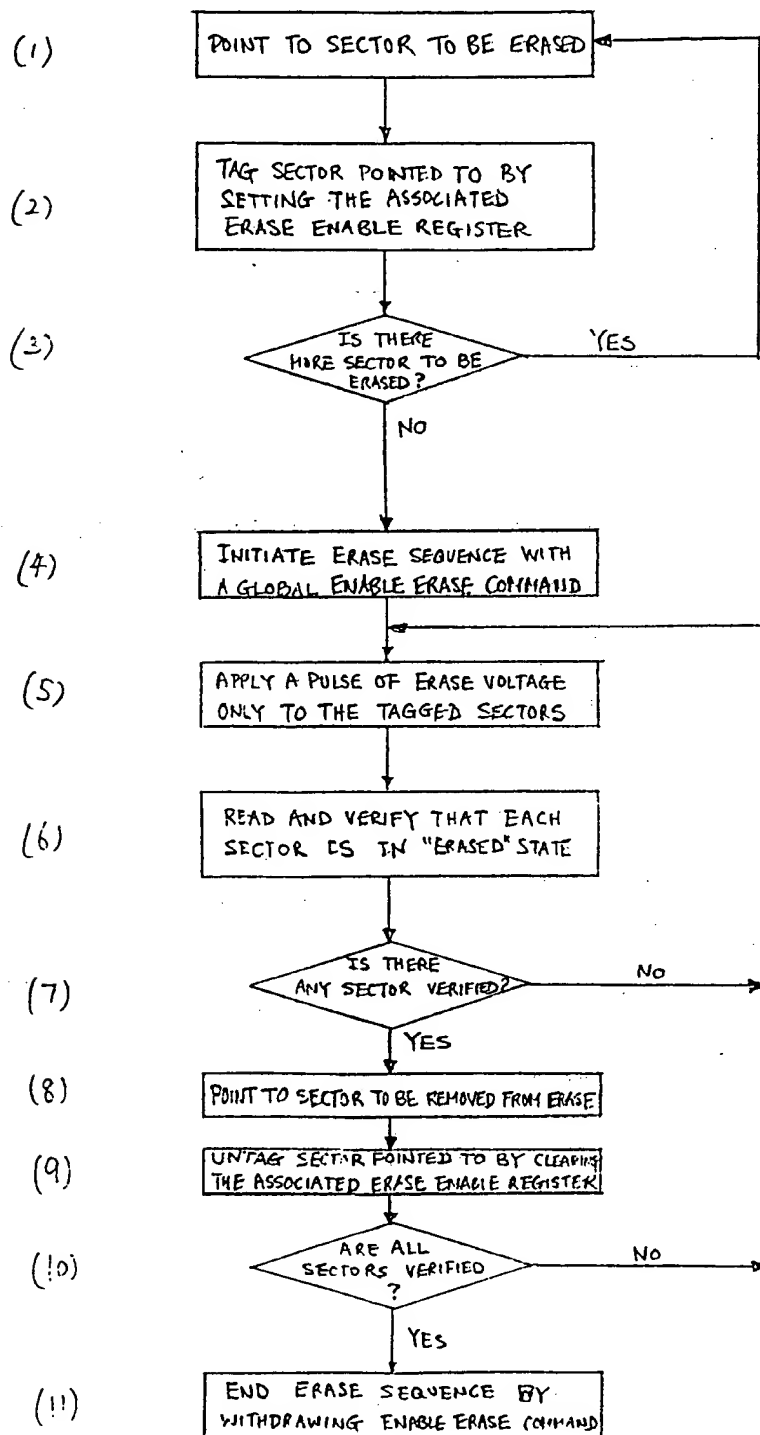 (1)
POINT TO SECTOR TO BE ERASED
(2)
TAG SECTOR POINTED TO BY
SETTING THE ASSOCIATED
ERASE ENABLE REGISTER
(3)
IS THERE
MORE SECTOR TO BE
ERASED?
YES
NO
(4)
INITIATE ERASE SEQUENCE WITH
A GLOBAL ENABLE ERASE COMMAND
(5)
APPLY A PULSE OF ERASE VOLTAGE
ONLY TO THE TAGGED SECTORS
(6)
READ AND VERIFY THAT EACH
SECTOR IS IN "ERASED" STATE
(7)
IS THERE
ANY SECTOR VERIFIED?
NO
YES
(8)
POINT TO SECTOR TO BE REMOVED FROM ERASE
(9)
UNTAG SECTOR POINTED TO BY CLEARING
THE ASSOCIATED ERASE ENABLE REGISTER
(10)
ARE ALL
SECTORS VERIFIED
?
NO
YES
(11)
END ERASE SEQUENCE BY
WITHDRAWING ENABLE ERASE COMMAND